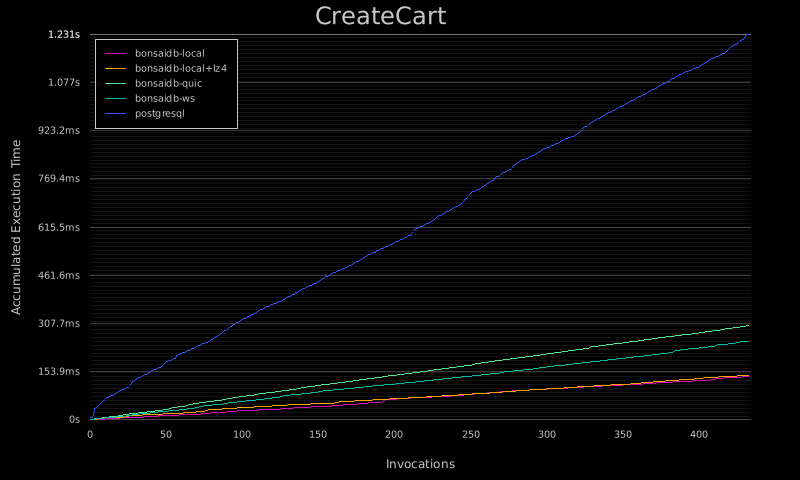 CreateCart
1.231s
bonsaidb-local
bonsaidb-local+lz4
bonsaidb-quic
bonsaidb-ws
postgresql
1.077s
923.2ms
769.4ms
615.5ms
461.6ms
307.7ms
153.9ms
0s
Accumulated Execution Time
0 50 100 150 200 250 300 350 400
Invocations